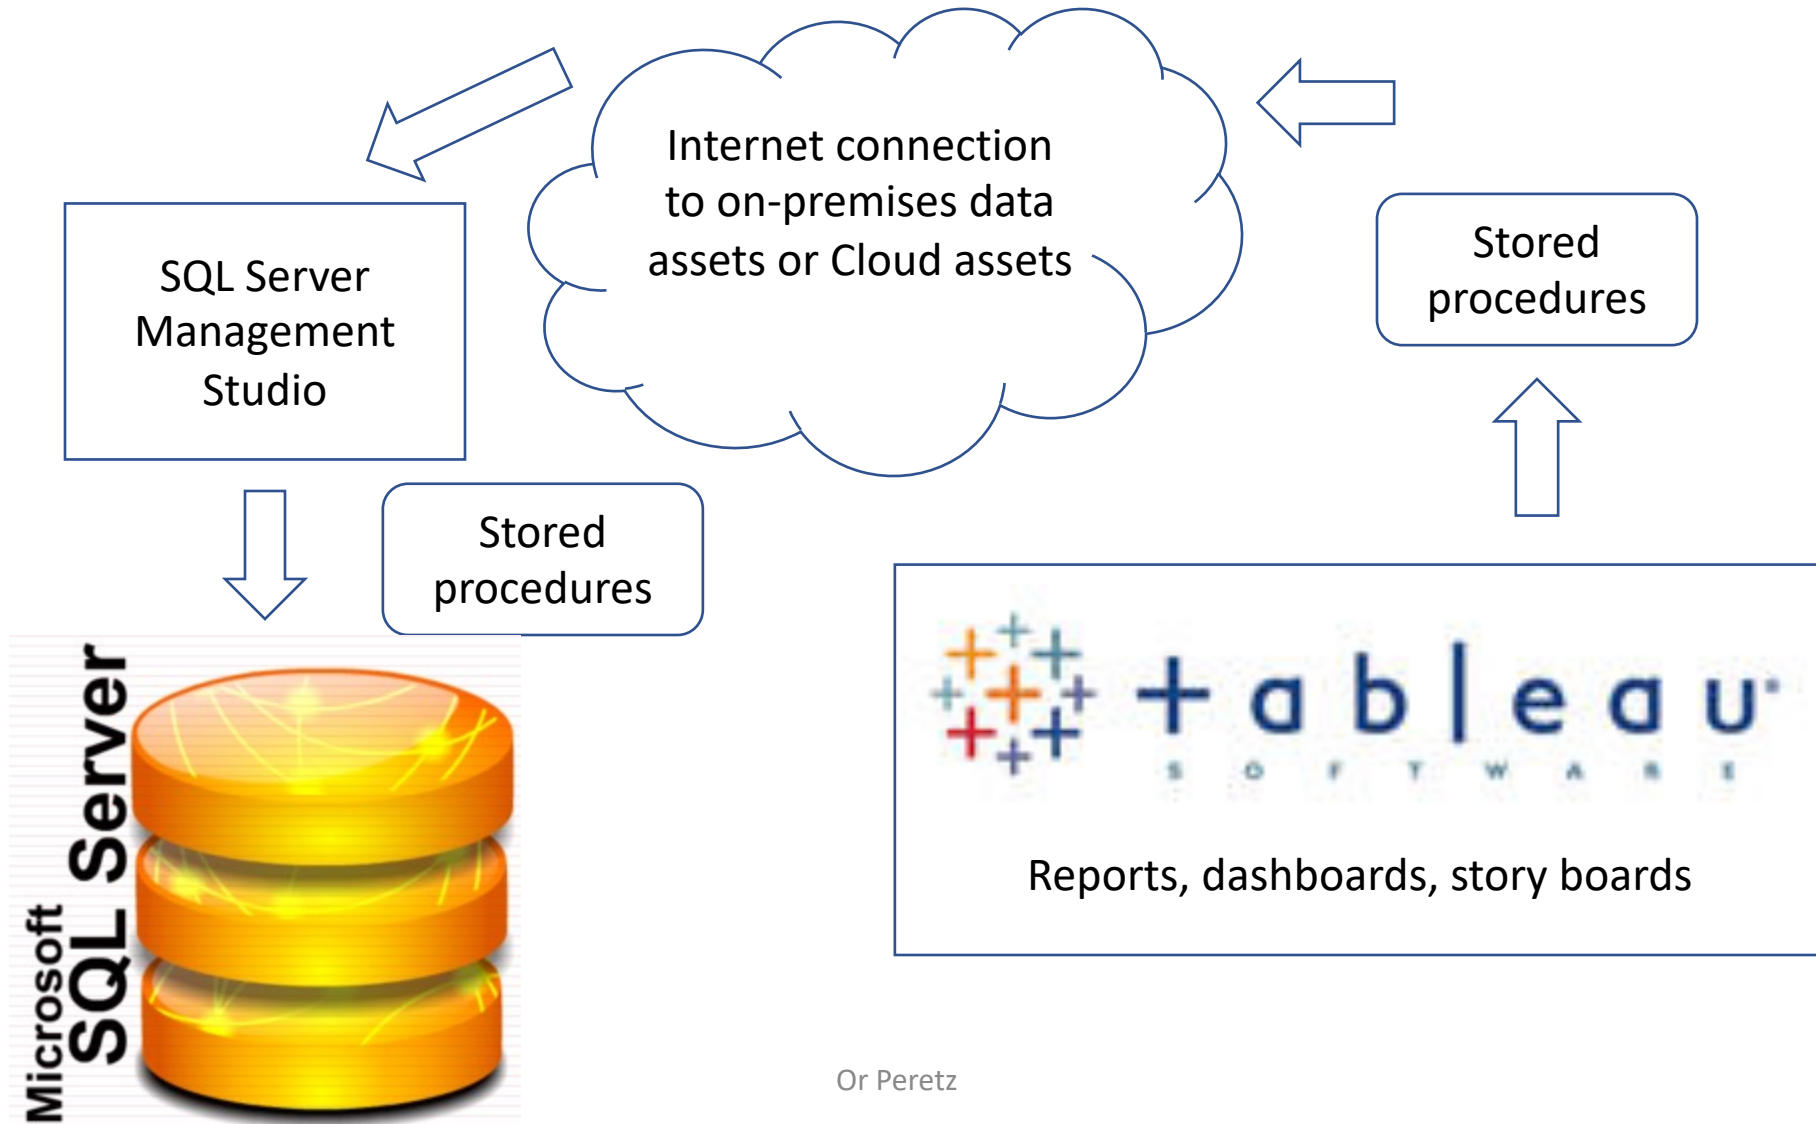 Internet connection
to on-premises data
assets or Cloud assets
SQL Server
Management
Studio
Stored
procedures
Stored
procedures
Microsoft
SQL Server
tableau
SOFTWARE
Reports, dashboards, story boards
Or Peretz